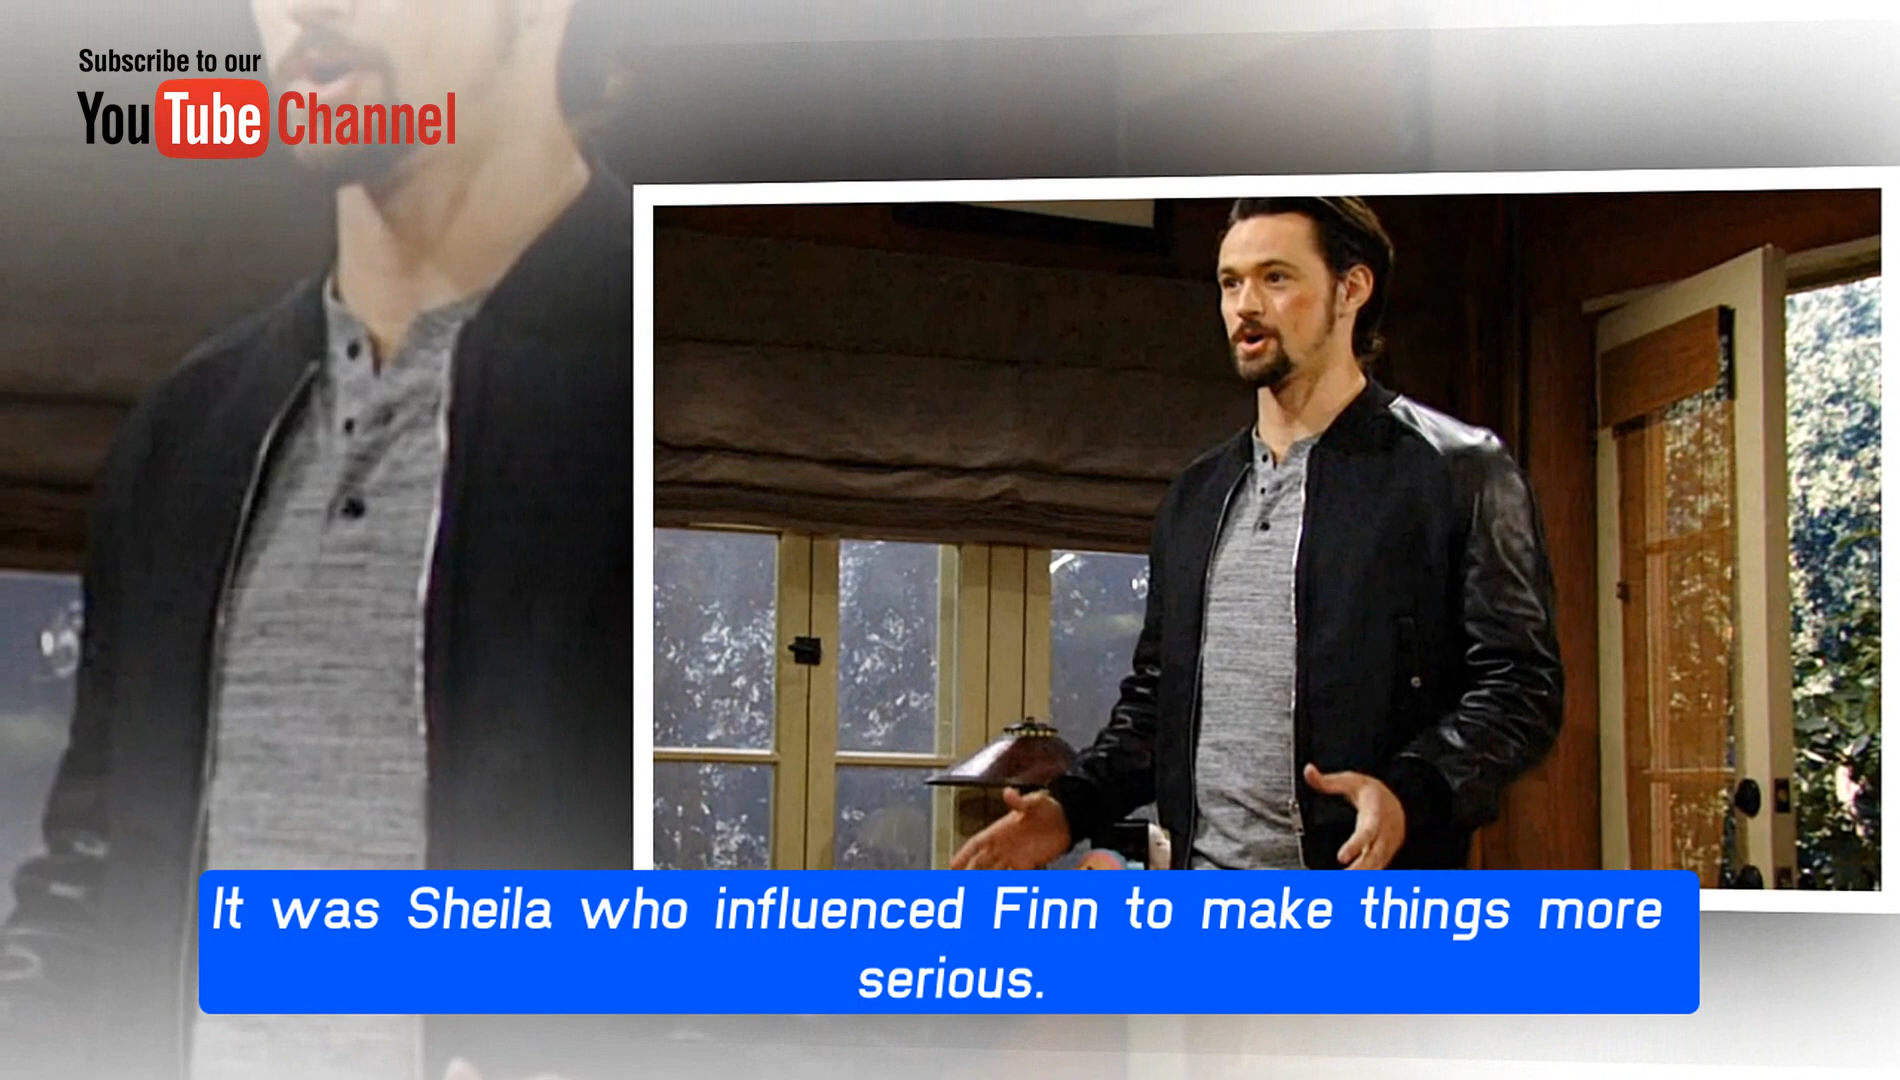 Subscribe to our
YouTube Channel
It was Sheila who influenced Finn to make things more
serious.